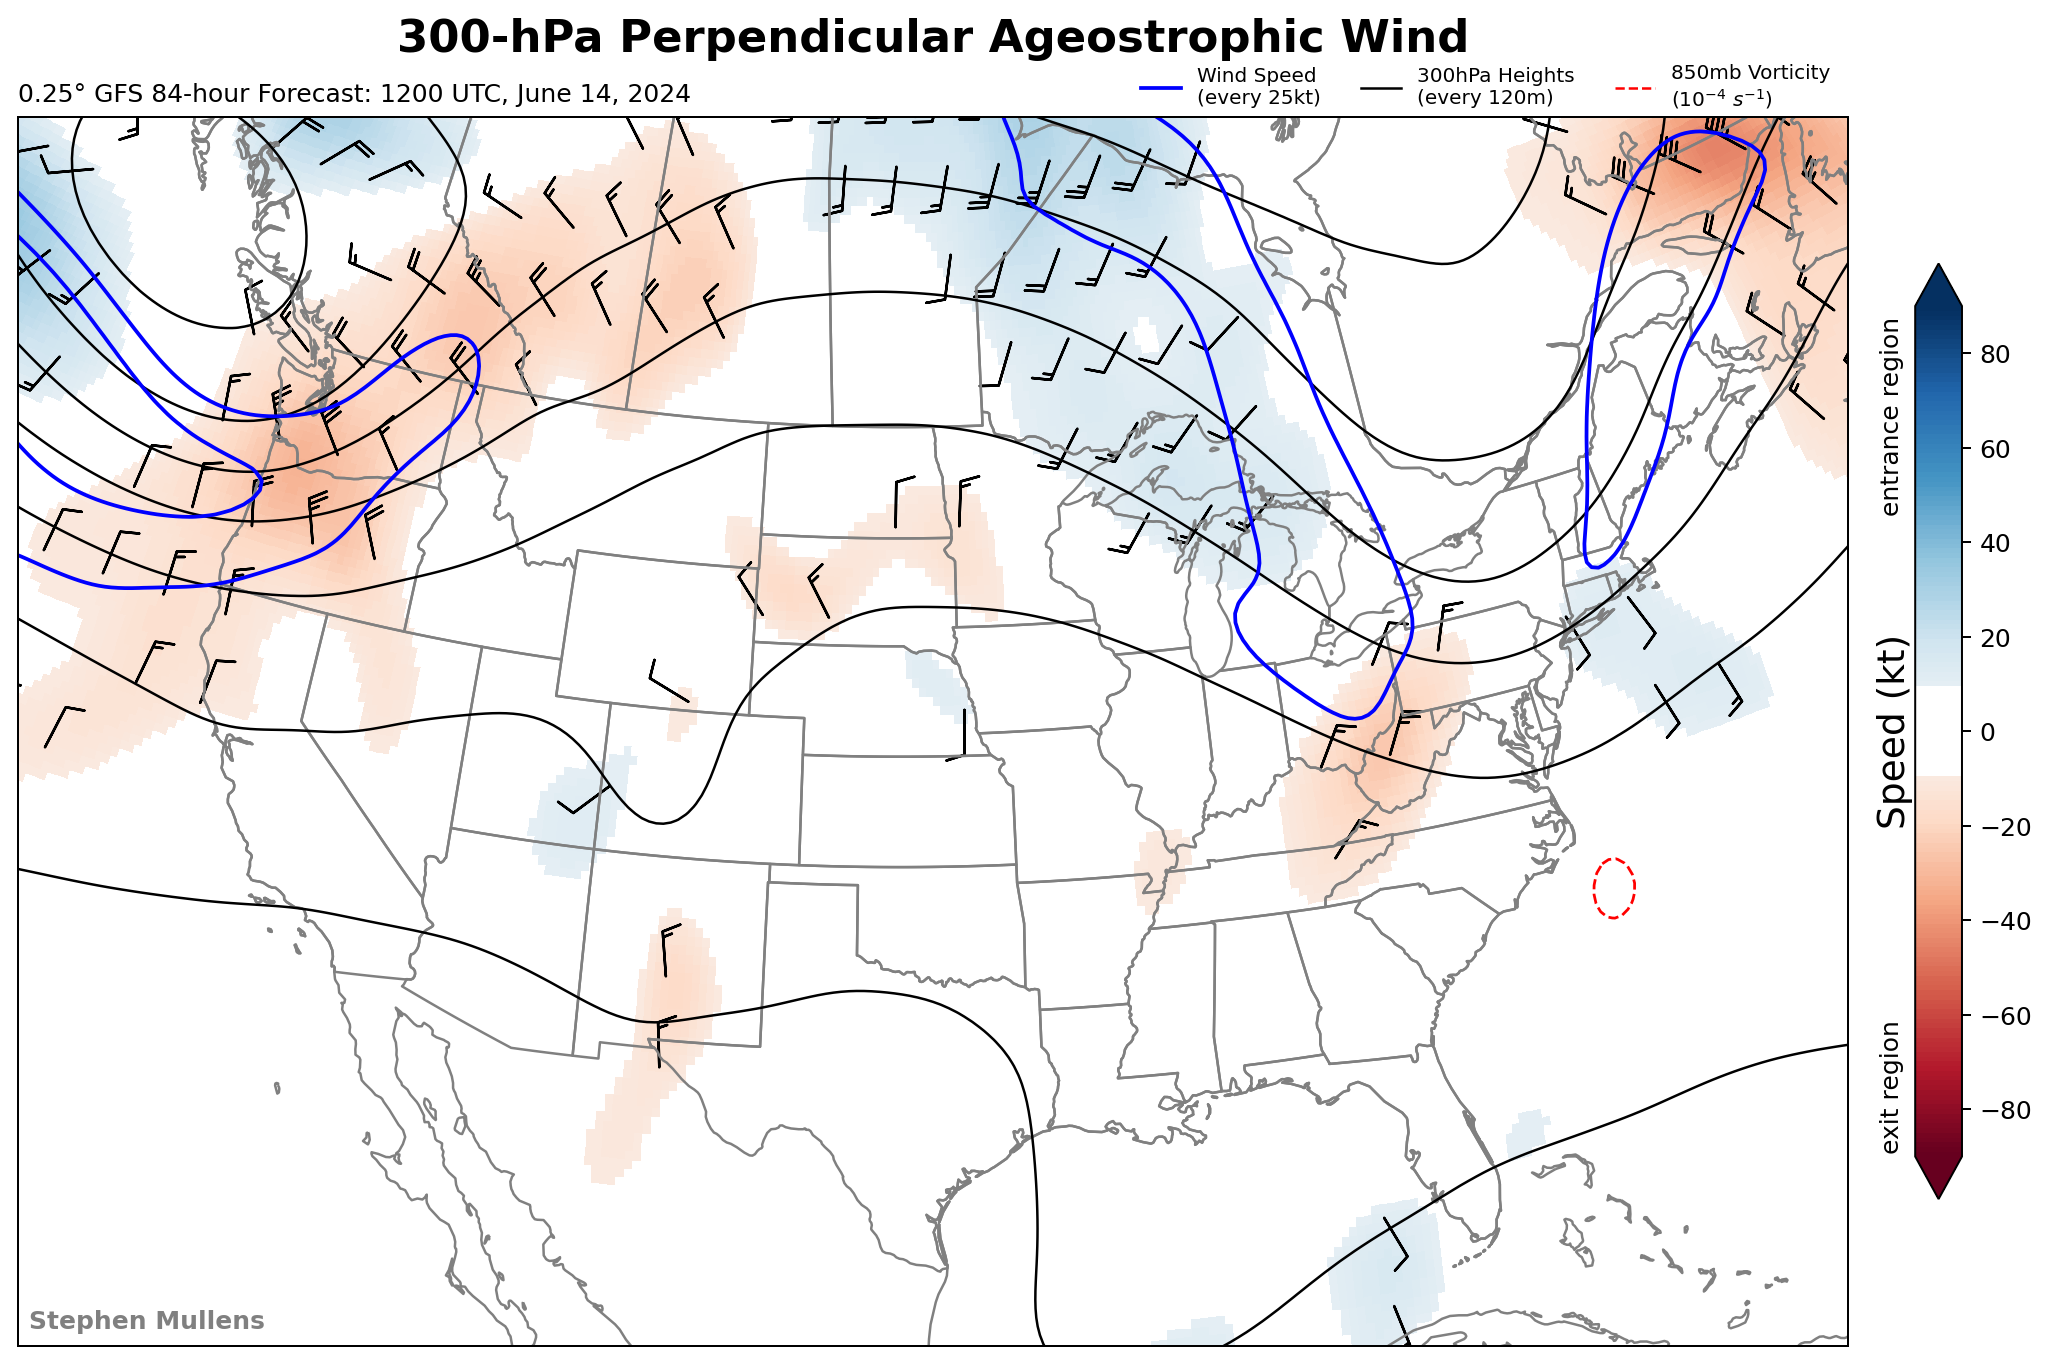 300-hPa Perpendicular Ageostrophic Wind
0.25° GFS 84-hour Forecast: 1200 UTC, June 14, 2024
Wind Speed
(every 25kt)
300hPa Heights
(every 120m)
850mb Vorticity
(10⁻⁴ s⁻¹)
entrance region
Speed (kt)
exit region
80
60
40
20
0
−20
−40
−60
−80
Stephen Mullens